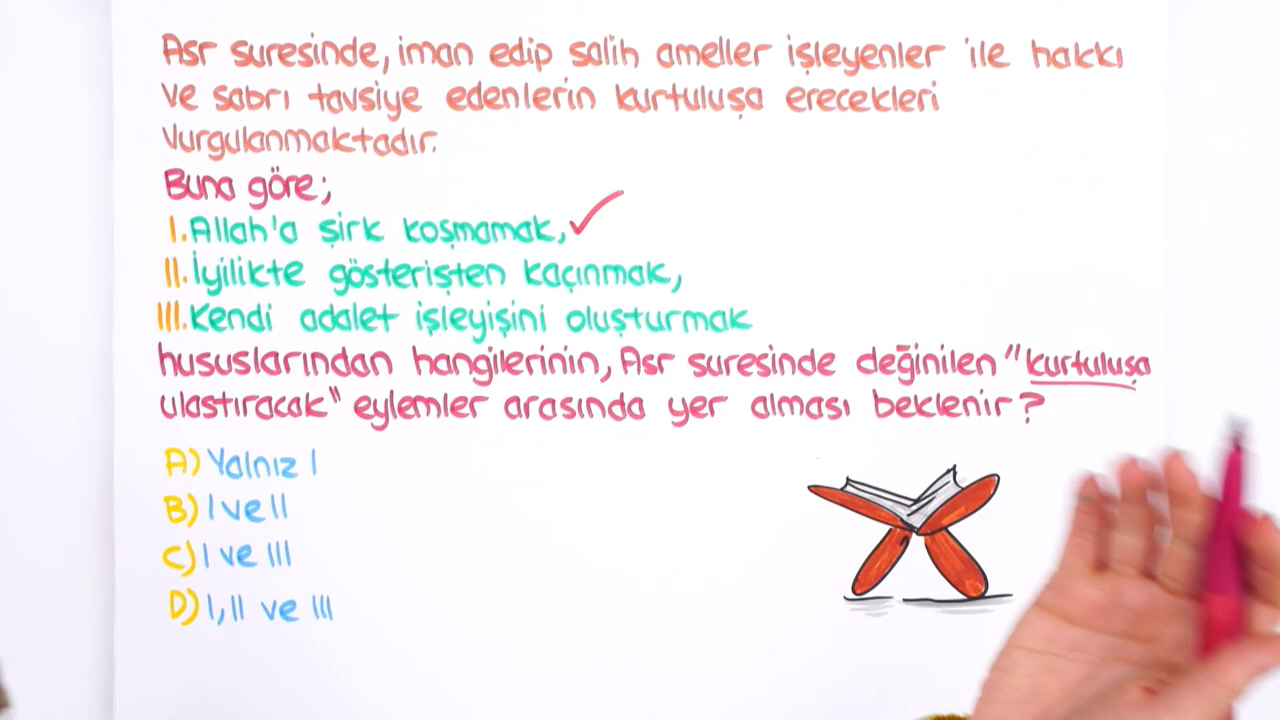 Asr suresinde, iman edip salih ameller işleyenler ile hakkı
ve sabrı tavsiye edenlerin kurtuluşa erecekleri
vurgulanmaktadır.
Buna göre;
I. Allah'a şirk koşmamak,
II. İyilikte gösterişten kaçınmak,
III. Kendi adalet işleyişini oluşturmak
hususlarından hangilerinin, Asr suresinde değinilen "kurtuluşa
ulaştıracak" eylemler arasında yer alması beklenir?
A) Yalnız I
B) I ve II
C) I ve III
D) I, II ve III